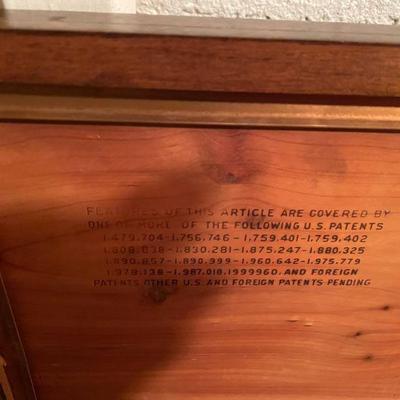 FEATURES OF THIS ARTICLE ARE COVERED BY
ONE OR MORE OF THE FOLLOWING U.S. PATENTS
1.479.704-1.756.746-1.759.401-1.759.402
1.808.038-1.830.281-1.875.247-1.880.325
1.890.857-1.890.999-1.960.642-1.975.779
1.978.138-1.987.018.1999960. AND FOREIGN
PATENTS OTHER U.S. AND FOREIGN PATENTS PENDING